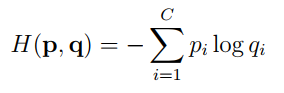 H(𝐩, 𝐪) = − ∑_{i=1}^{C} p_i log q_i